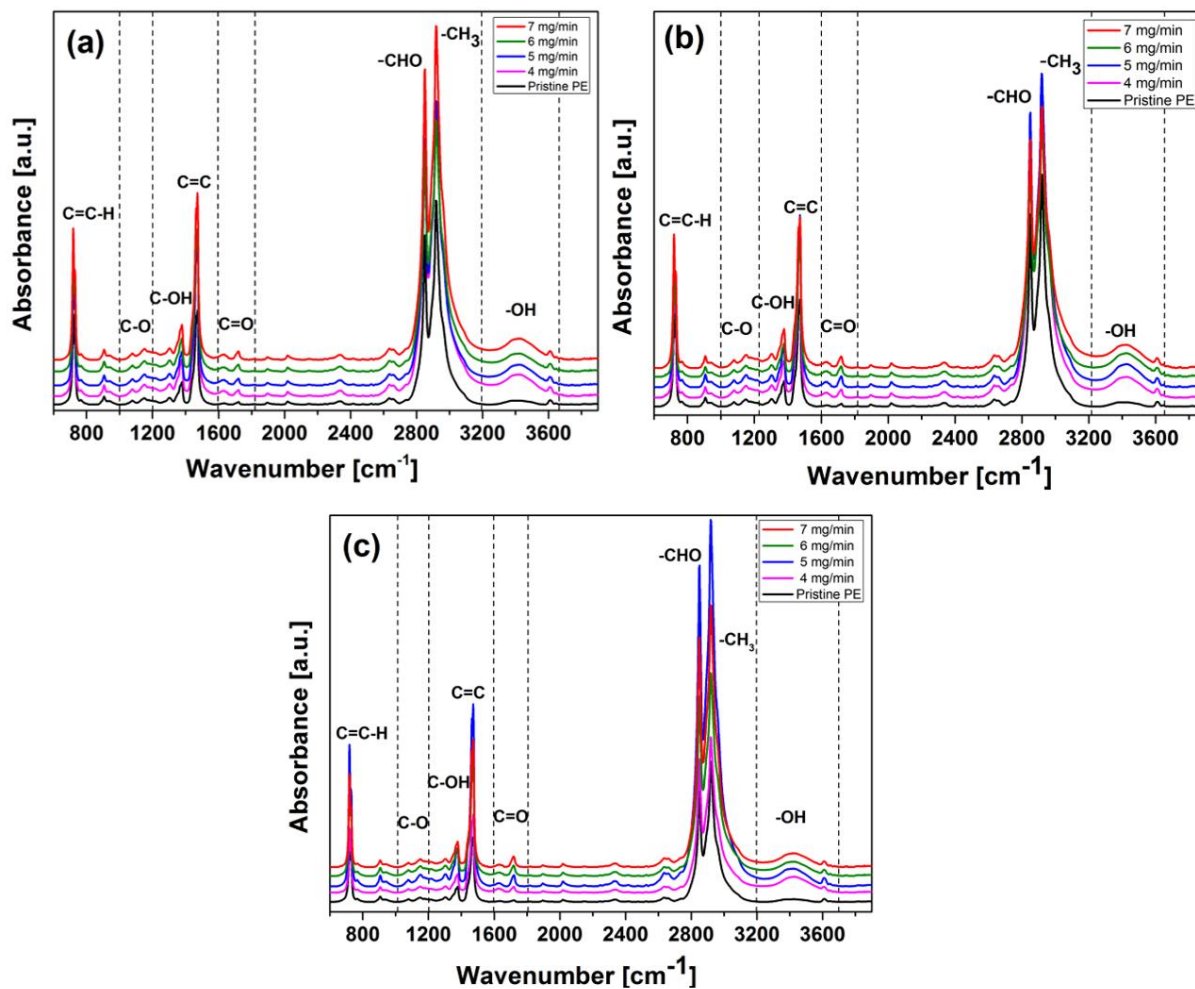 (a)
-CHO
-CH3
7 mg/min
6 mg/min
5 mg/min
4 mg/min
Pristine PE
C=C-H
C-O
C-OH
C=C
C=O
-OH
Absorbance [a.u.]
600 1200 1600 2000 2400 2800 3200 3600
Wavenumber [cm-1]
(b)
-CHO
-CH3
7 mg/min
6 mg/min
5 mg/min
4 mg/min
Pristine PE
C=C-H
C-O
C-OH
C=C
C=O
-OH
Absorbance [a.u.]
800 1200 1600 2000 2400 2800 3200 3600
Wavenumber [cm-1]
(c)
-CHO
-CH3
7 mg/min
6 mg/min
5 mg/min
4 mg/min
Pristine PE
C=C-H
C-O
C-OH
C=C
C=O
-OH
Absorbance [a.u.]
800 1200 1600 2000 2400 2800 3200 3600
Wavenumber [cm-1]